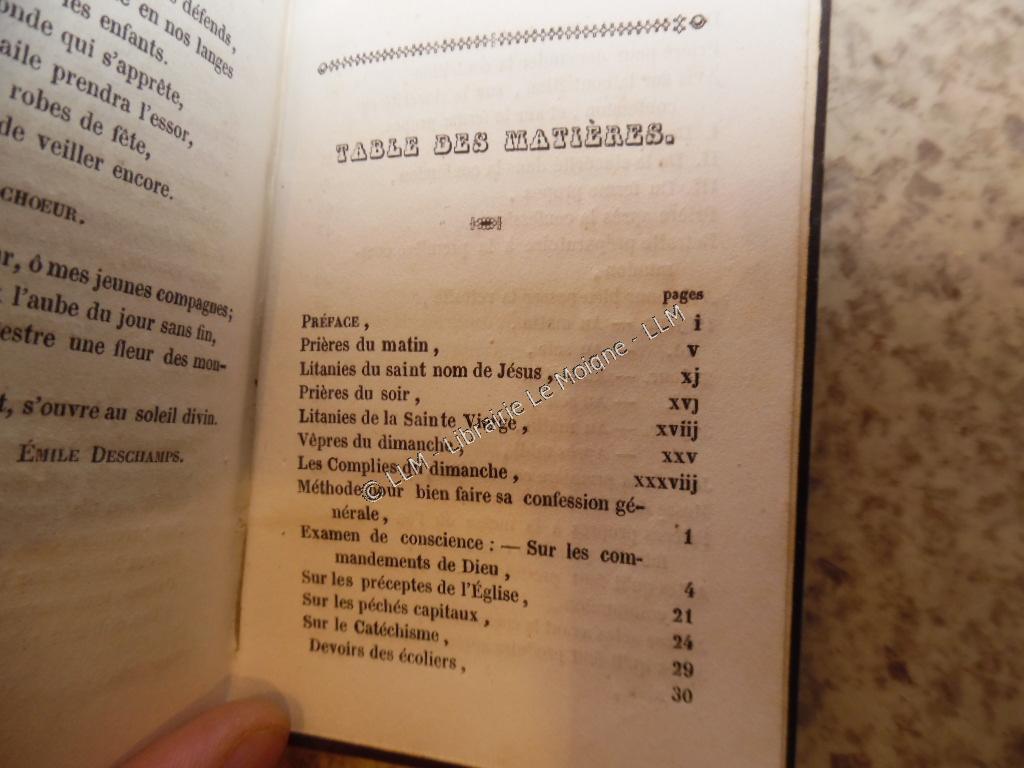 défends,
en nos langes
les enfants.
onde qui s'apprête,
aile prendra l'essor,
robes de fête,
de veiller encore.
CHOEUR.
ô mes jeunes compagnes;
l'aube du jour sans fin,
estre une fleur des mon-
s'ouvre au soleil divin.
ÉMILE DESCHAMPS.
TABLE DES MATIÈRES.
pages
PRÉFACE, i
Prières du matin, v
Litanies du saint nom de Jésus, xj
Prières du soir, xvj
Litanies de la Sainte Vierge, xviij
Vèpres du dimanche, xxv
Les Complies du dimanche, xxxviij
Méthode pour bien faire sa confession gé-
nérale, 1
Examen de conscience : — Sur les com-
mandements de Dieu, 4
Sur les préceptes de l'Église, 21
Sur les péchés capitaux, 24
Sur le Catéchisme, 29
Devoirs des écoliers, 30
© LLM - Librairie Le Moigne - LLM